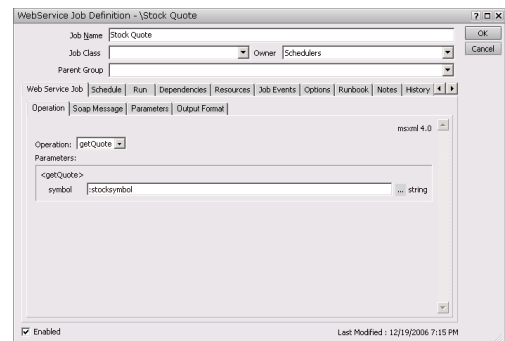 WebService Job Definition - \Stock Quote
Job Name Stock Quote OK
Job Class Owner Schedulers Cancel
Parent Group
Web Service Job Schedule Run Dependencies Resources Job Events Options Runbook Notes History
Operation Soap Message Parameters Output Format
msxml 4.0
Operation: getQuote
Parameters:
<getQuote>
symbol :stocksymbol ... string
Enabled Last Modified : 12/19/2006 7:15 PM